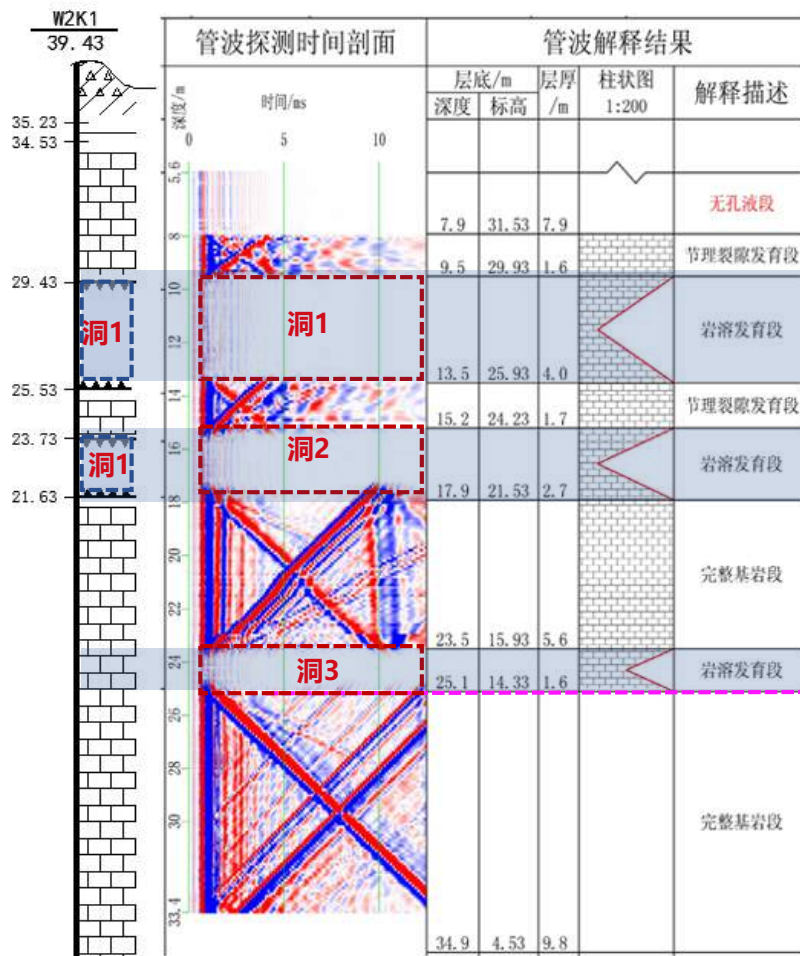 W2K1
39.43
35.23
34.53
29.43
25.53
23.73
21.63
洞1
洞1
管波探测时间剖面
深度/m
时间/ms
0
5
10
5.6
8
10
12
14
16
18
20
22
24
26
28
30
33.4
洞1
洞2
洞3
管波解释结果
层底/m 层厚/m 柱状图 1:200 解释描述
深度 标高
7.9 31.53 7.9 无孔液段
9.5 29.93 1.6 节理裂隙发育段
13.5 25.93 4.0 岩溶发育段
15.2 24.23 1.7 节理裂隙发育段
17.9 21.53 2.7 岩溶发育段
23.5 15.93 5.6 完整基岩段
25.1 14.33 1.6 岩溶发育段
34.9 4.53 9.8 完整基岩段